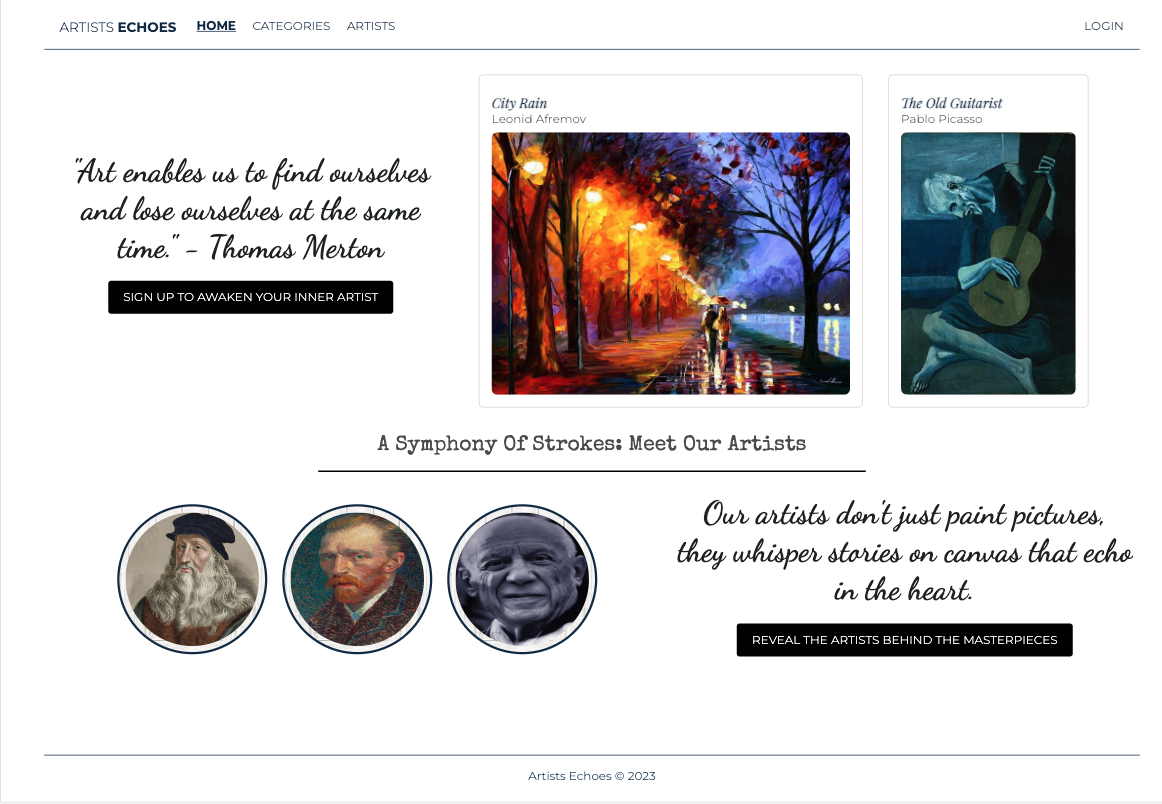 ARTISTS ECHOES HOME CATEGORIES ARTISTS LOGIN
"Art enables us to find ourselves
and lose ourselves at the same
time." - Thomas Merton
SIGN UP TO AWAKEN YOUR INNER ARTIST
City Rain
Leonid Afremov
The Old Guitarist
Pablo Picasso
A Symphony Of Strokes: Meet Our Artists
Our artists don't just paint pictures,
they whisper stories on canvas that echo
in the heart.
REVEAL THE ARTISTS BEHIND THE MASTERPIECES
Artists Echoes © 2023